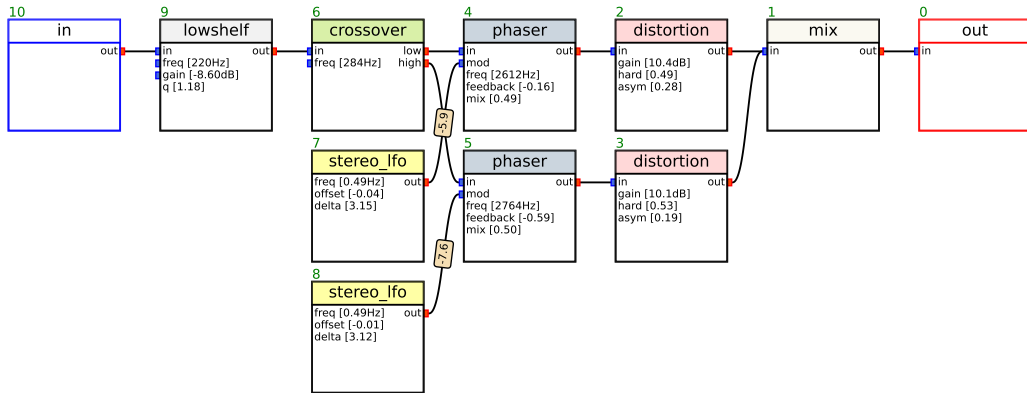 10
in
out
9
lowshelf
in out
freq [220Hz]
gain [-8.60dB]
q [1.18]
6
crossover
in low
freq [284Hz] high
4
phaser
in out
mod
freq [2612Hz]
feedback [-0.16]
mix [0.49]
2
distortion
in out
gain [10.4dB]
hard [0.49]
asym [0.28]
1
mix
in out
0
out
in
-5.9
7
stereo_lfo
freq [0.49Hz] out
offset [-0.04]
delta [3.15]
5
phaser
in out
mod
freq [2764Hz]
feedback [-0.59]
mix [0.50]
3
distortion
in out
gain [10.1dB]
hard [0.53]
asym [0.19]
-7.6
8
stereo_lfo
freq [0.49Hz] out
offset [-0.01]
delta [3.12]